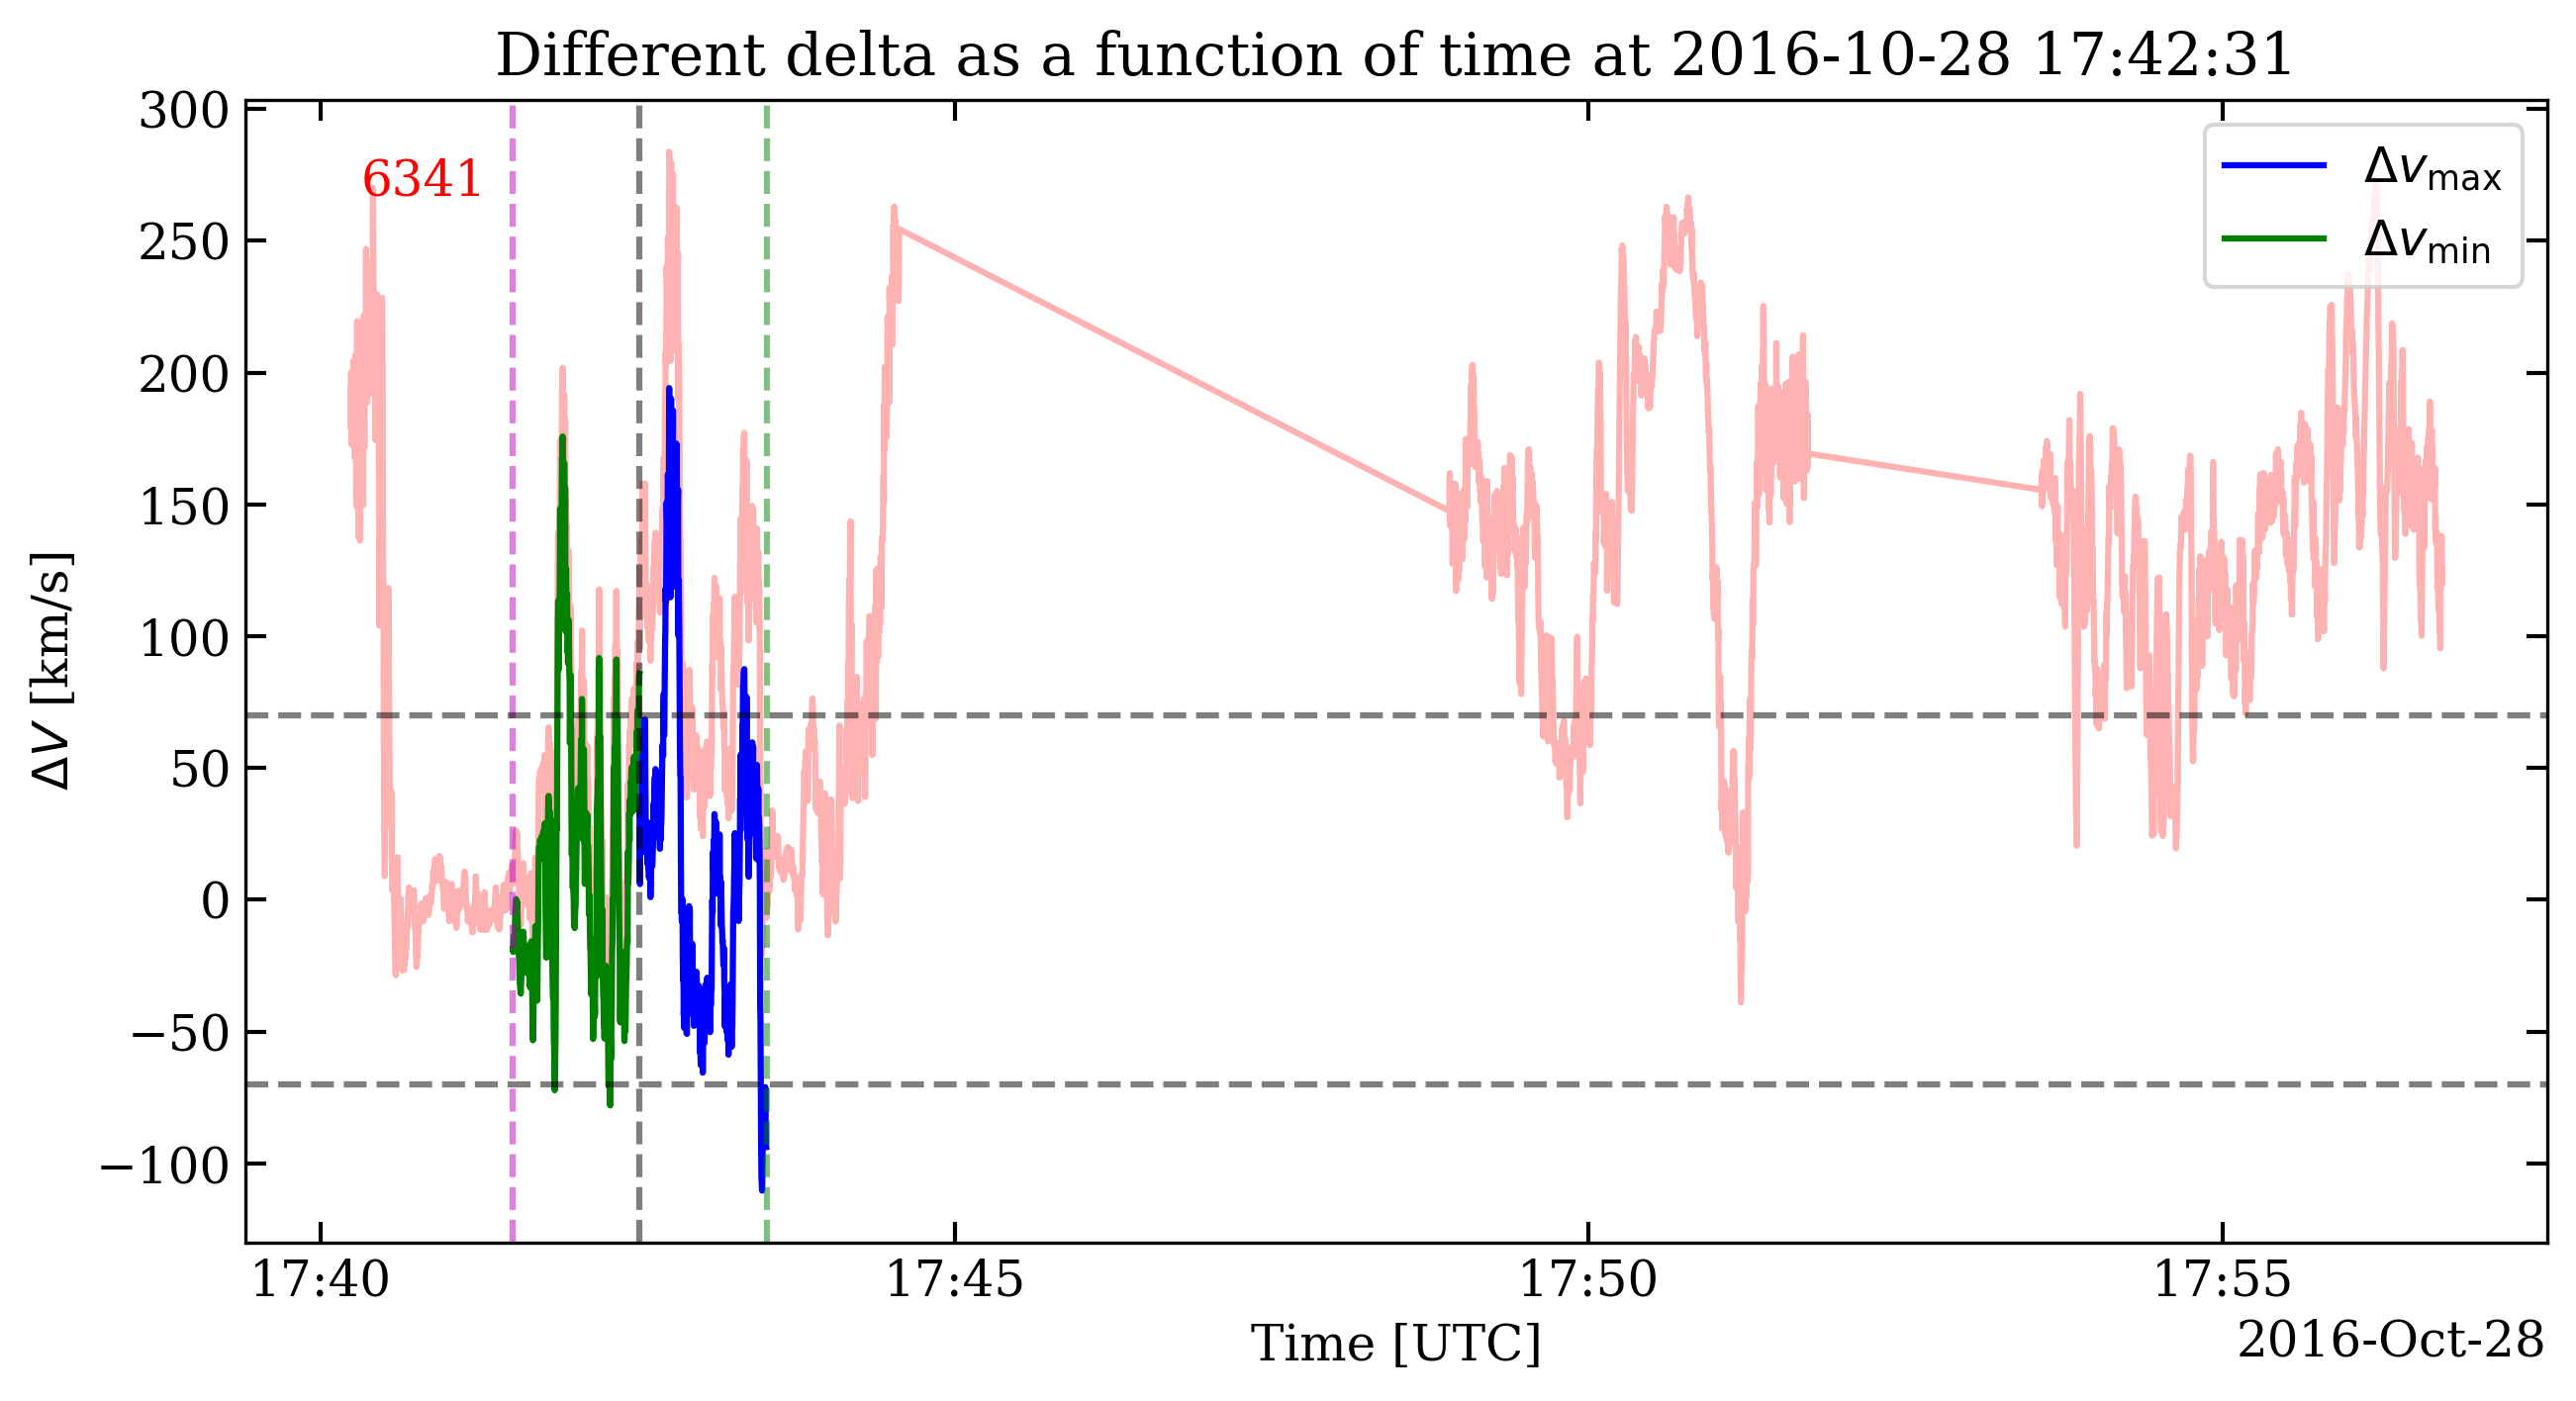 Different delta as a function of time at 2016-10-28 17:42:31
300
250
200
150
100
50
0
−50
−100
ΔV [km/s]
6341
Δvmax
Δvmin
17:40 17:45 17:50 17:55
Time [UTC]
2016-Oct-28